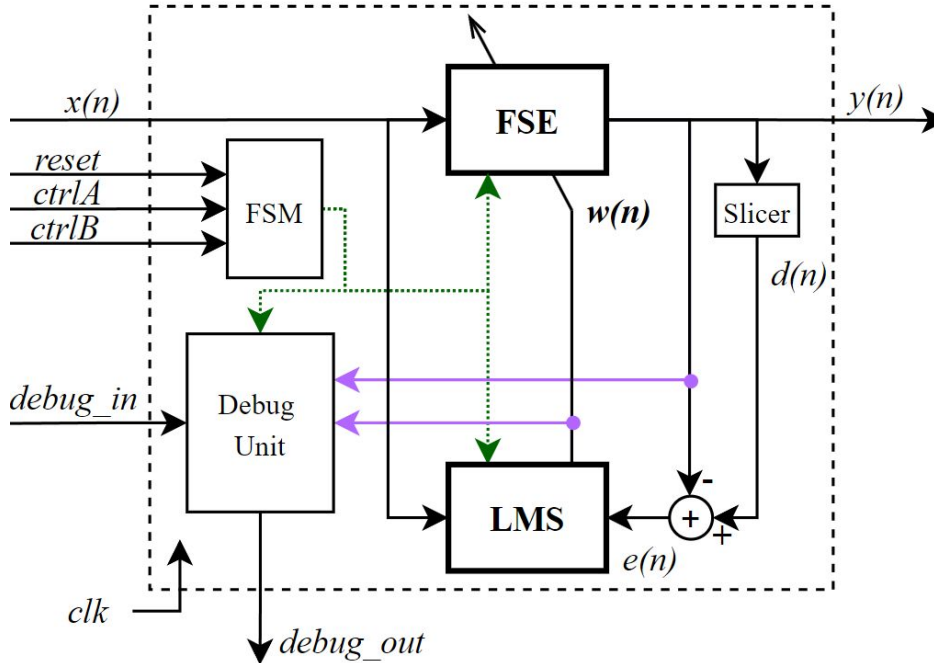 x(n)
FSE
y(n)
reset
ctrlA
ctrlB
FSM
w(n)
Slicer
d(n)
debug_in
Debug
Unit
-
+
+
LMS
e(n)
clk
debug_out